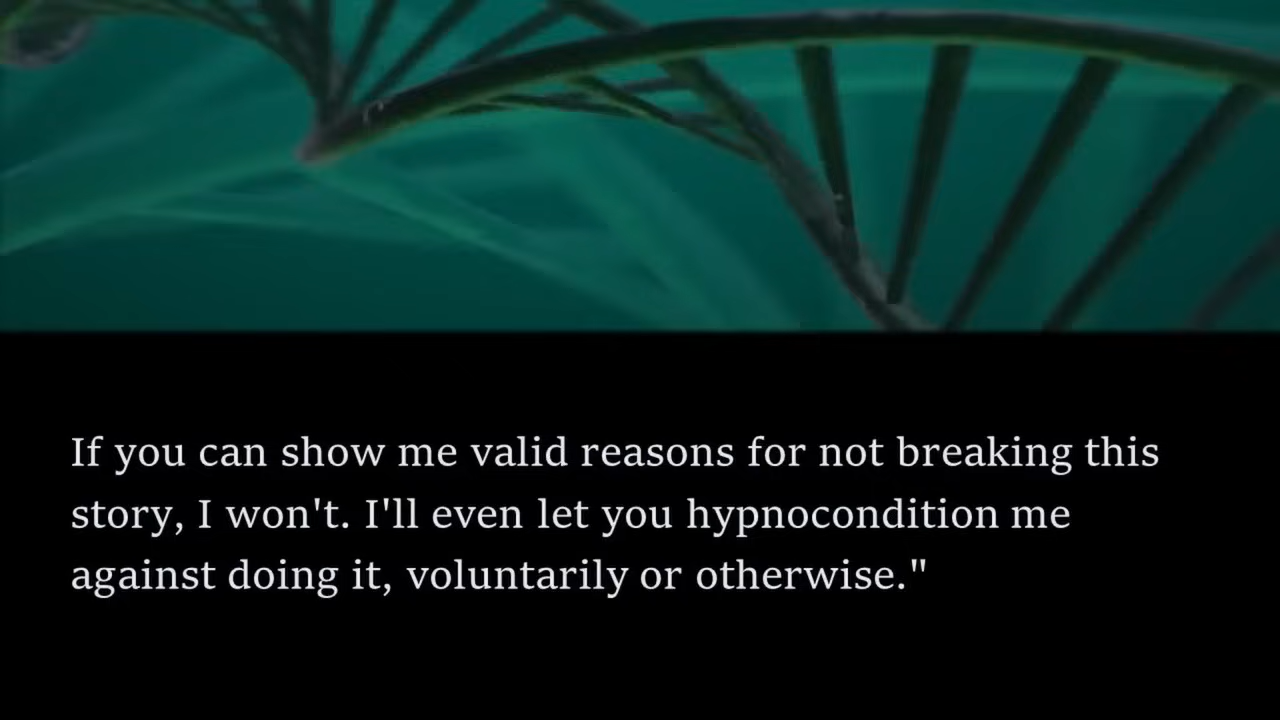 If you can show me valid reasons for not breaking this
story, I won't. I'll even let you hypnocondition me
against doing it, voluntarily or otherwise."